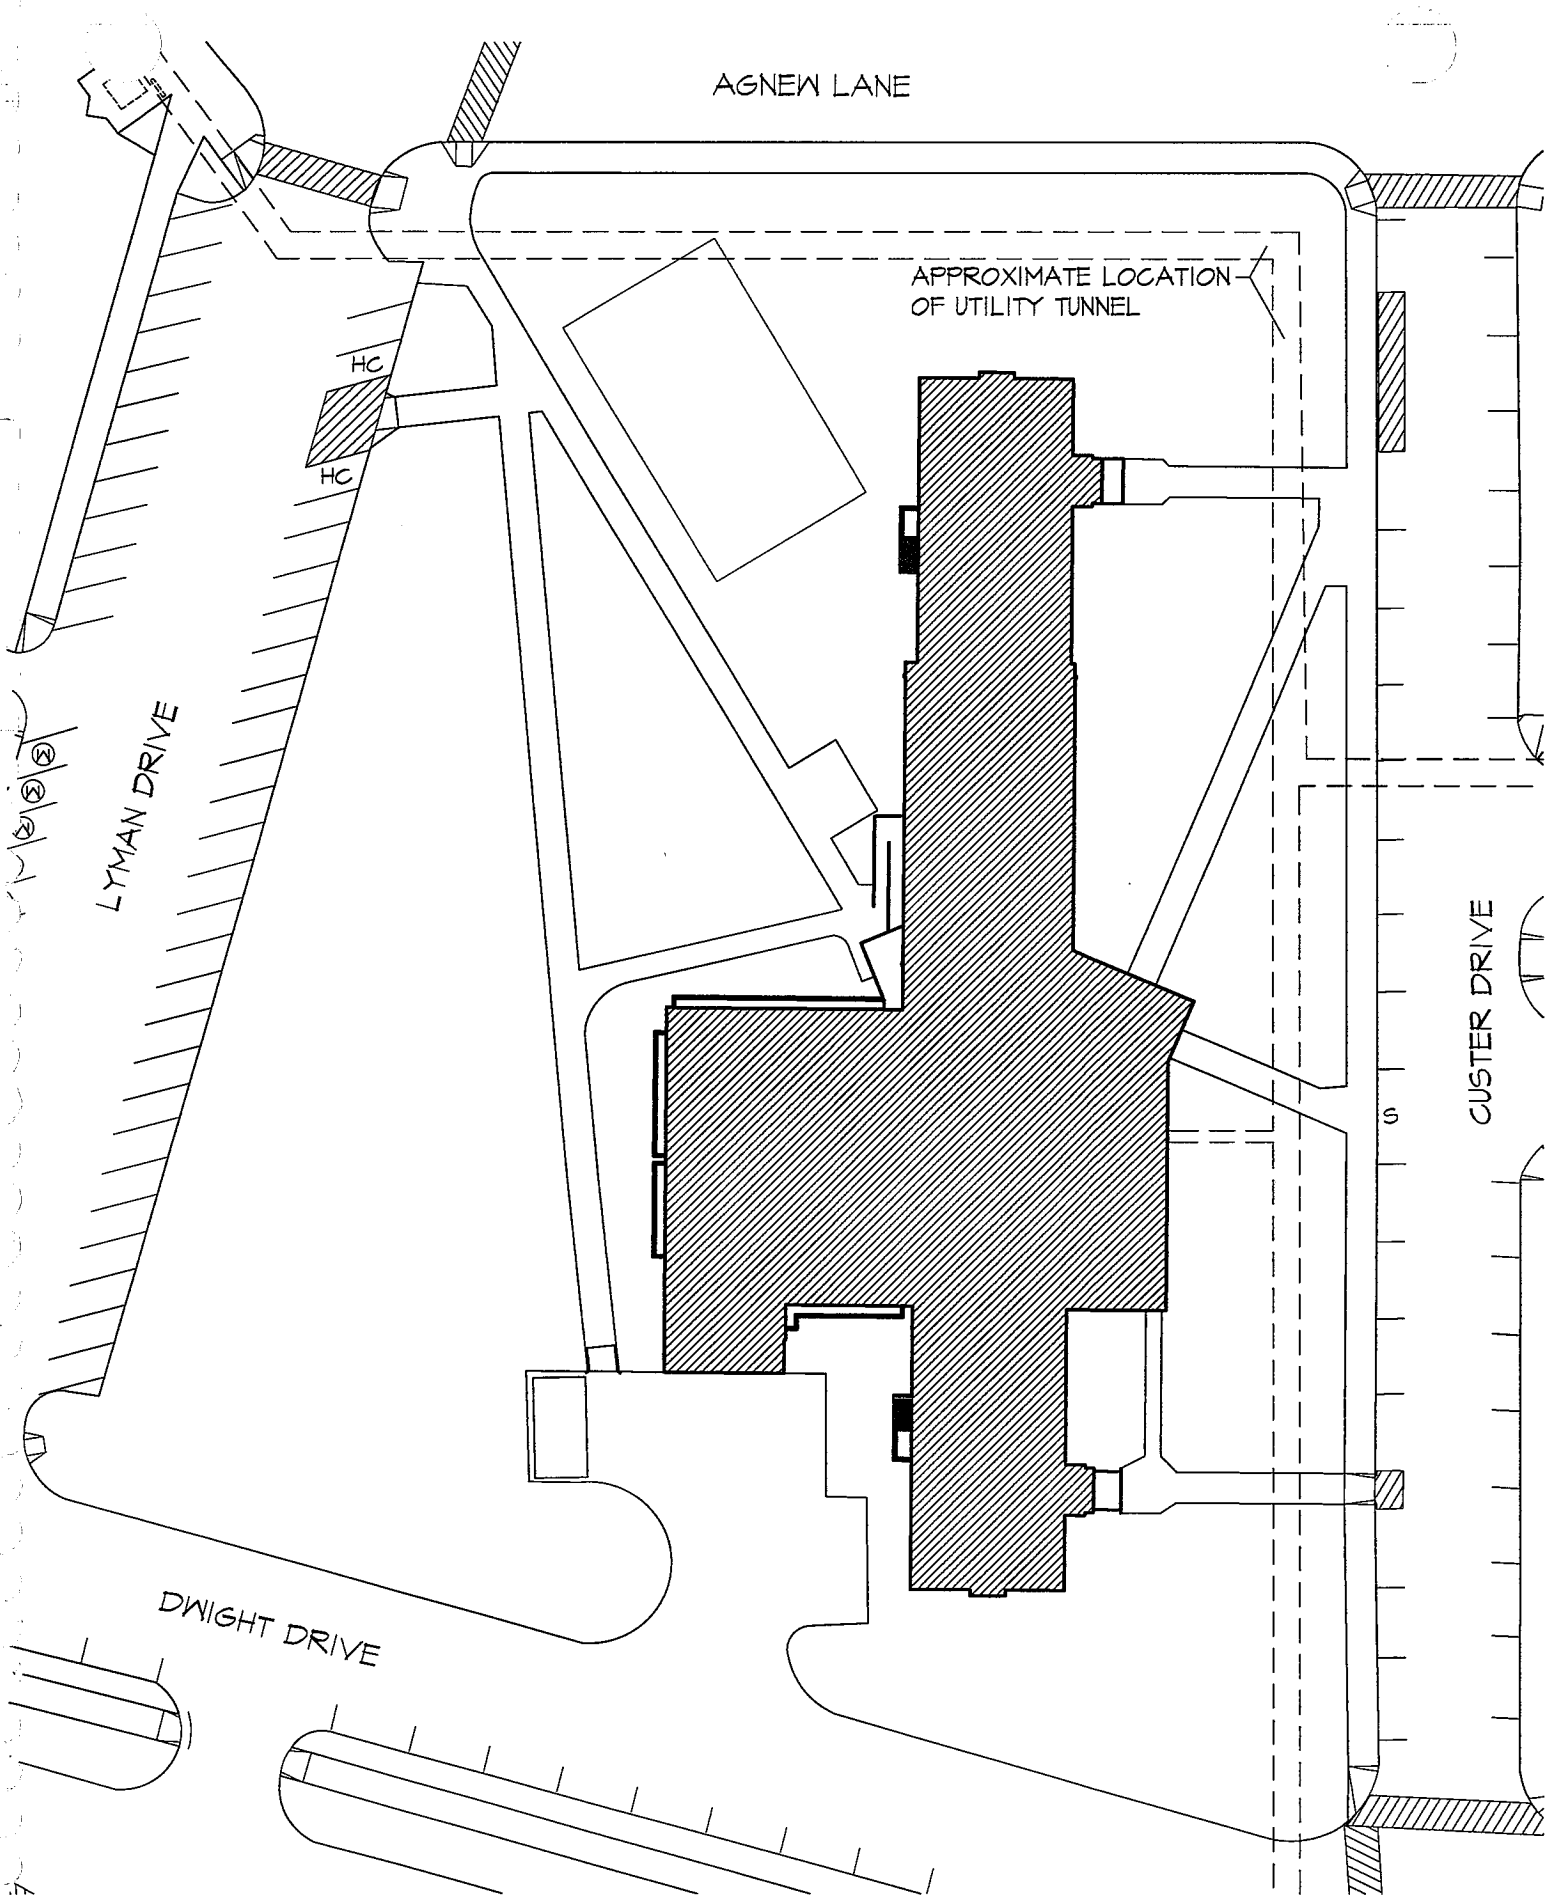 AGNEW LANE
APPROXIMATE LOCATION
OF UTILITY TUNNEL
HC
HC
LYMAN DRIVE
M
M
R
CUSTER DRIVE
S
DWIGHT DRIVE